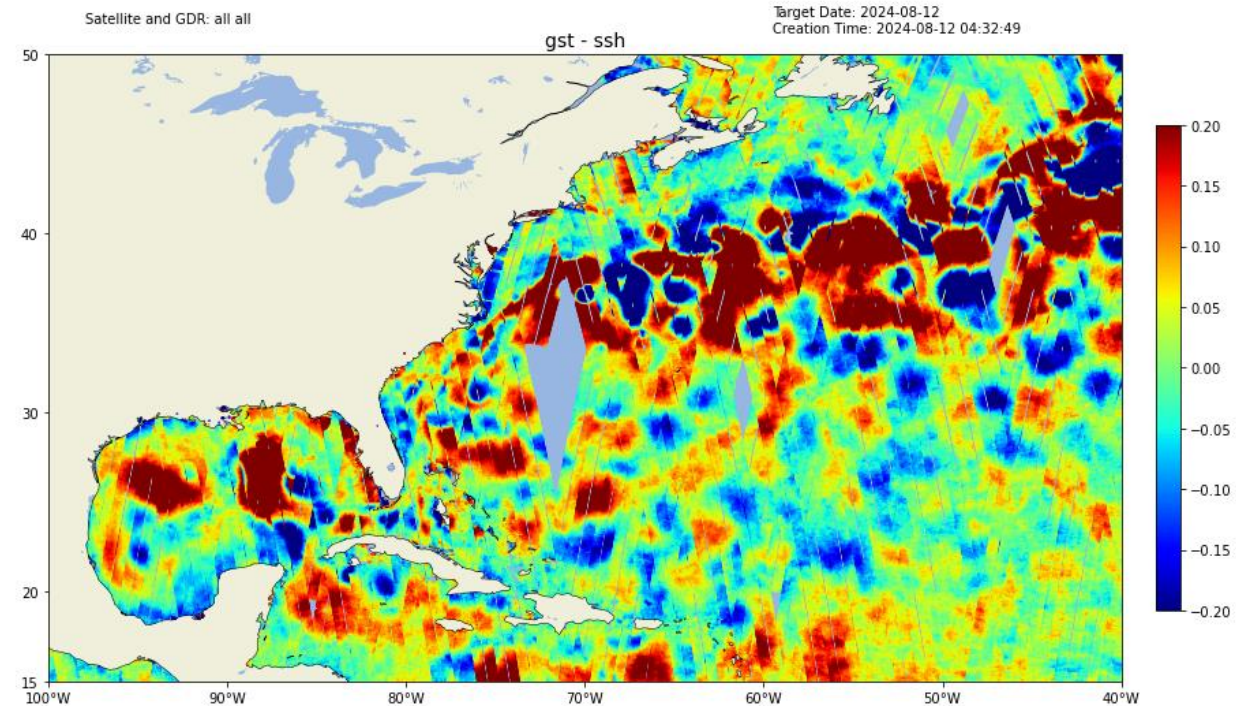 Satellite and GDR: all all
Target Date: 2024-08-12
Creation Time: 2024-08-12 04:32:49
gst - ssh
50
40
30
20
15
100°W
90°W
80°W
70°W
60°W
50°W
40°W
0.20
0.15
0.10
0.05
0.00
−0.05
−0.10
−0.15
−0.20